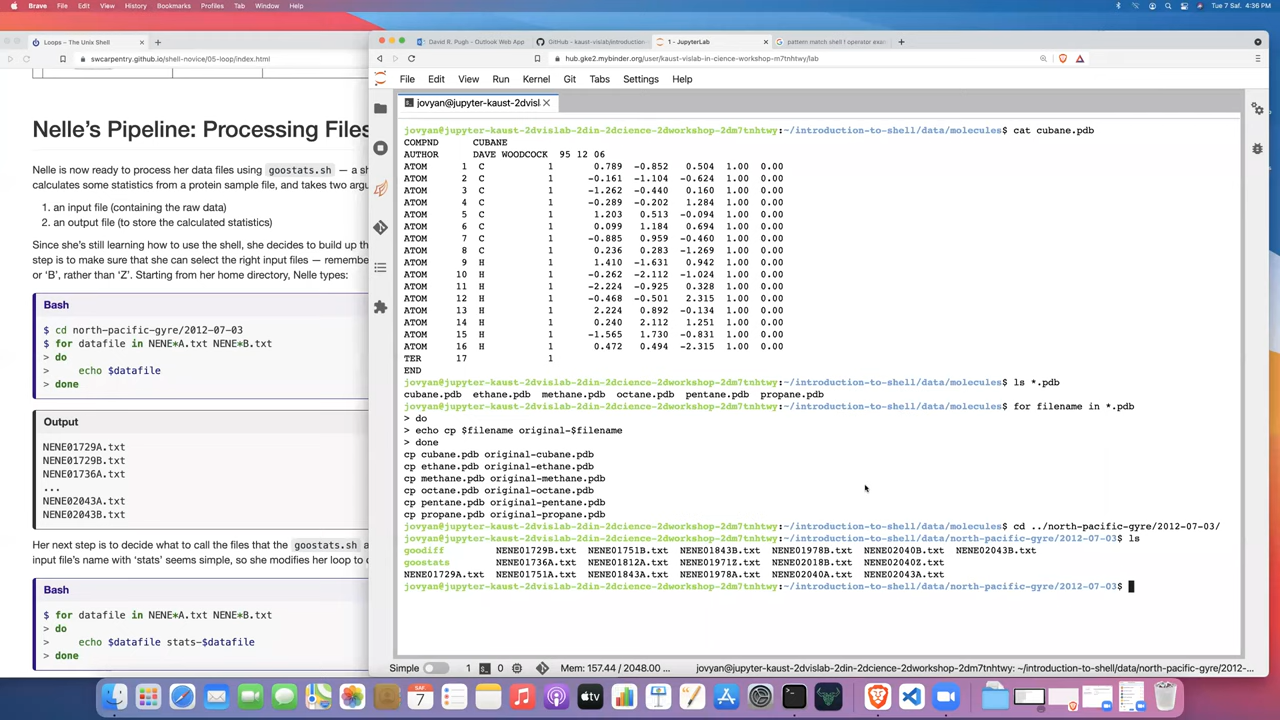 Brave File Edit View History Bookmarks Profiles Tab Window Help Tue 7 Saf. 4:36 PM
Loops – The Unix Shell
swcarpentry.github.io/shell-novice/05-loop/index.html
Nelle's Pipeline: Processing Files
Nelle is now ready to process her data files using goostats.sh — a sh
calculates some statistics from a protein sample file, and takes two argu
1. an input file (containing the raw data)
2. an output file (to store the calculated statistics)
Since she's still learning how to use the shell, she decides to build up th
step is to make sure that she can select the right input files — remembe
or 'B', rather than 'Z'. Starting from her home directory, Nelle types:
Bash
$ cd north-pacific-gyre/2012-07-03
$ for datafile in NENE*A.txt NENE*B.txt
> do
> echo $datafile
> done
Output
NENE01729A.txt
NENE01729B.txt
NENE01736A.txt
...
NENE02043A.txt
NENE02043B.txt
Her next step is to decide what to call the files that the goostats.sh a
input file's name with 'stats' seems simple, so she modifies her loop to d
Bash
$ for datafile in NENE*A.txt NENE*B.txt
> do
> echo $datafile stats-$datafile
> done
David R. Pugh - Outlook Web App GitHub - kaust-vislab/introduction 1 - JupyterLab pattern match shell ! operator exa
hub.gke2.mybinder.org/user/kaust-vislab-in-cience-workshop-m7tnhtwy/lab
File Edit View Run Kernel Git Tabs Settings Help
jovyan@jupyter-kaust-2dvisl
jovyan@jupyter-kaust-2dvislab-2din-2dcience-2dworkshop-2dm7tnhtwy:~/introduction-to-shell/data/molecules$ cat cubane.pdb
COMPND CUBANE
AUTHOR DAVE WOODCOCK 95 12 06
ATOM 1 C 1 0.789 -0.852 0.504 1.00 0.00
ATOM 2 C 1 -0.161 -1.104 -0.624 1.00 0.00
ATOM 3 C 1 -1.262 -0.440 0.160 1.00 0.00
ATOM 4 C 1 -0.289 -0.202 1.284 1.00 0.00
ATOM 5 C 1 1.203 0.513 -0.094 1.00 0.00
ATOM 6 C 1 0.099 1.184 0.694 1.00 0.00
ATOM 7 C 1 -0.885 0.959 -0.460 1.00 0.00
ATOM 8 C 1 0.236 0.283 -1.269 1.00 0.00
ATOM 9 H 1 1.410 -1.631 0.942 1.00 0.00
ATOM 10 H 1 -0.262 -2.112 -1.024 1.00 0.00
ATOM 11 H 1 -2.224 -0.925 0.328 1.00 0.00
ATOM 12 H 1 -0.468 -0.501 2.315 1.00 0.00
ATOM 13 H 1 2.224 0.892 -0.134 1.00 0.00
ATOM 14 H 1 0.240 2.112 1.251 1.00 0.00
ATOM 15 H 1 -1.565 1.730 -0.831 1.00 0.00
ATOM 16 H 1 0.472 0.494 -2.315 1.00 0.00
TER 17 1
END
jovyan@jupyter-kaust-2dvislab-2din-2dcience-2dworkshop-2dm7tnhtwy:~/introduction-to-shell/data/molecules$ ls *.pdb
cubane.pdb ethane.pdb methane.pdb octane.pdb pentane.pdb propane.pdb
jovyan@jupyter-kaust-2dvislab-2din-2dcience-2dworkshop-2dm7tnhtwy:~/introduction-to-shell/data/molecules$ for filename in *.pdb
> do
> echo cp $filename original-$filename
> done
cp cubane.pdb original-cubane.pdb
cp ethane.pdb original-ethane.pdb
cp methane.pdb original-methane.pdb
cp octane.pdb original-octane.pdb
cp pentane.pdb original-pentane.pdb
cp propane.pdb original-propane.pdb
jovyan@jupyter-kaust-2dvislab-2din-2dcience-2dworkshop-2dm7tnhtwy:~/introduction-to-shell/data/molecules$ cd ../north-pacific-gyre/2012-07-03/
jovyan@jupyter-kaust-2dvislab-2din-2dcience-2dworkshop-2dm7tnhtwy:~/introduction-to-shell/data/north-pacific-gyre/2012-07-03$ ls
goodiff NENE01729B.txt NENE01751B.txt NENE01843B.txt NENE01978B.txt NENE02040B.txt NENE02043B.txt
goostats NENE01736A.txt NENE01812A.txt NENE01971Z.txt NENE02018B.txt NENE02040Z.txt
NENE01729A.txt NENE01751A.txt NENE01843A.txt NENE01978A.txt NENE02040A.txt NENE02043A.txt
jovyan@jupyter-kaust-2dvislab-2din-2dcience-2dworkshop-2dm7tnhtwy:~/introduction-to-shell/data/north-pacific-gyre/2012-07-03$
Simple 1 0 Mem: 157.44 / 2048.00 ... jovyan@jupyter-kaust-2dvislab-2din-2dcience-2dworkshop-2dm7tnhtwy: ~/introduction-to-shell/data/north-pacific-gyre/2012-...